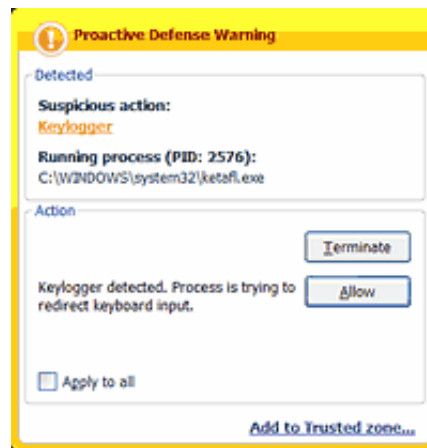 Proactive Defense Warning
Detected
Suspicious action:
Keylogger
Running process (PID: 2576):
C:\WINDOWS\system32\ketafl.exe
Action
Terminate
Keylogger detected. Process is trying to
redirect keyboard input.
Allow
Apply to all
Add to Trusted zone...